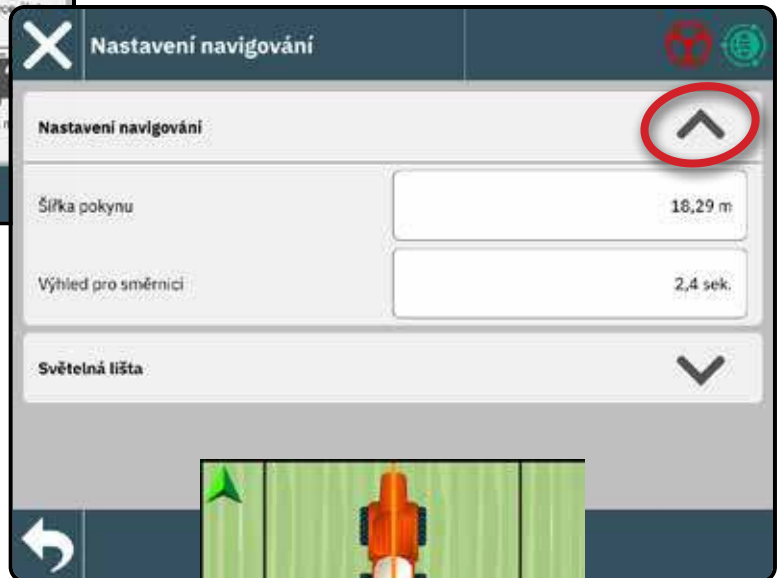 Nastavení navigování
Nastavení navigování
Šířka pokynu
18,29 m
Výhled pro směrnici
2,4 sek.
Světelná lišta